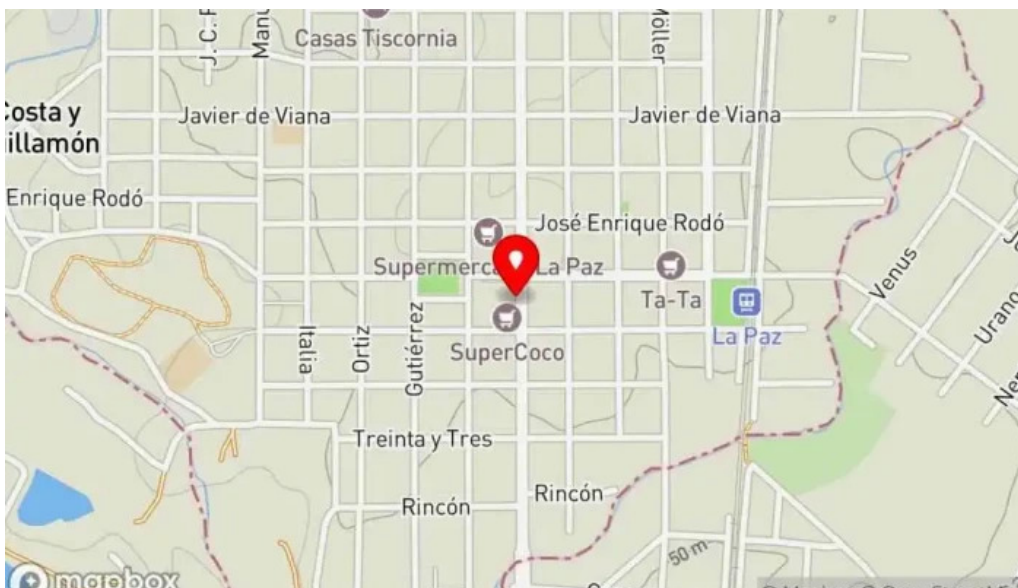 Casas Tiscornia
Javier de Viana
Javier de Viana
Costa y
illamón
Enrique Rodó
José Enrique Rodó
La Paz
Ta-Ta
La Paz
SuperCoco
Venus
Urano
Italia
Ortiz
Gutiérrez
Treinta y Tres
Rincón
Rincón
50 m
mapbox